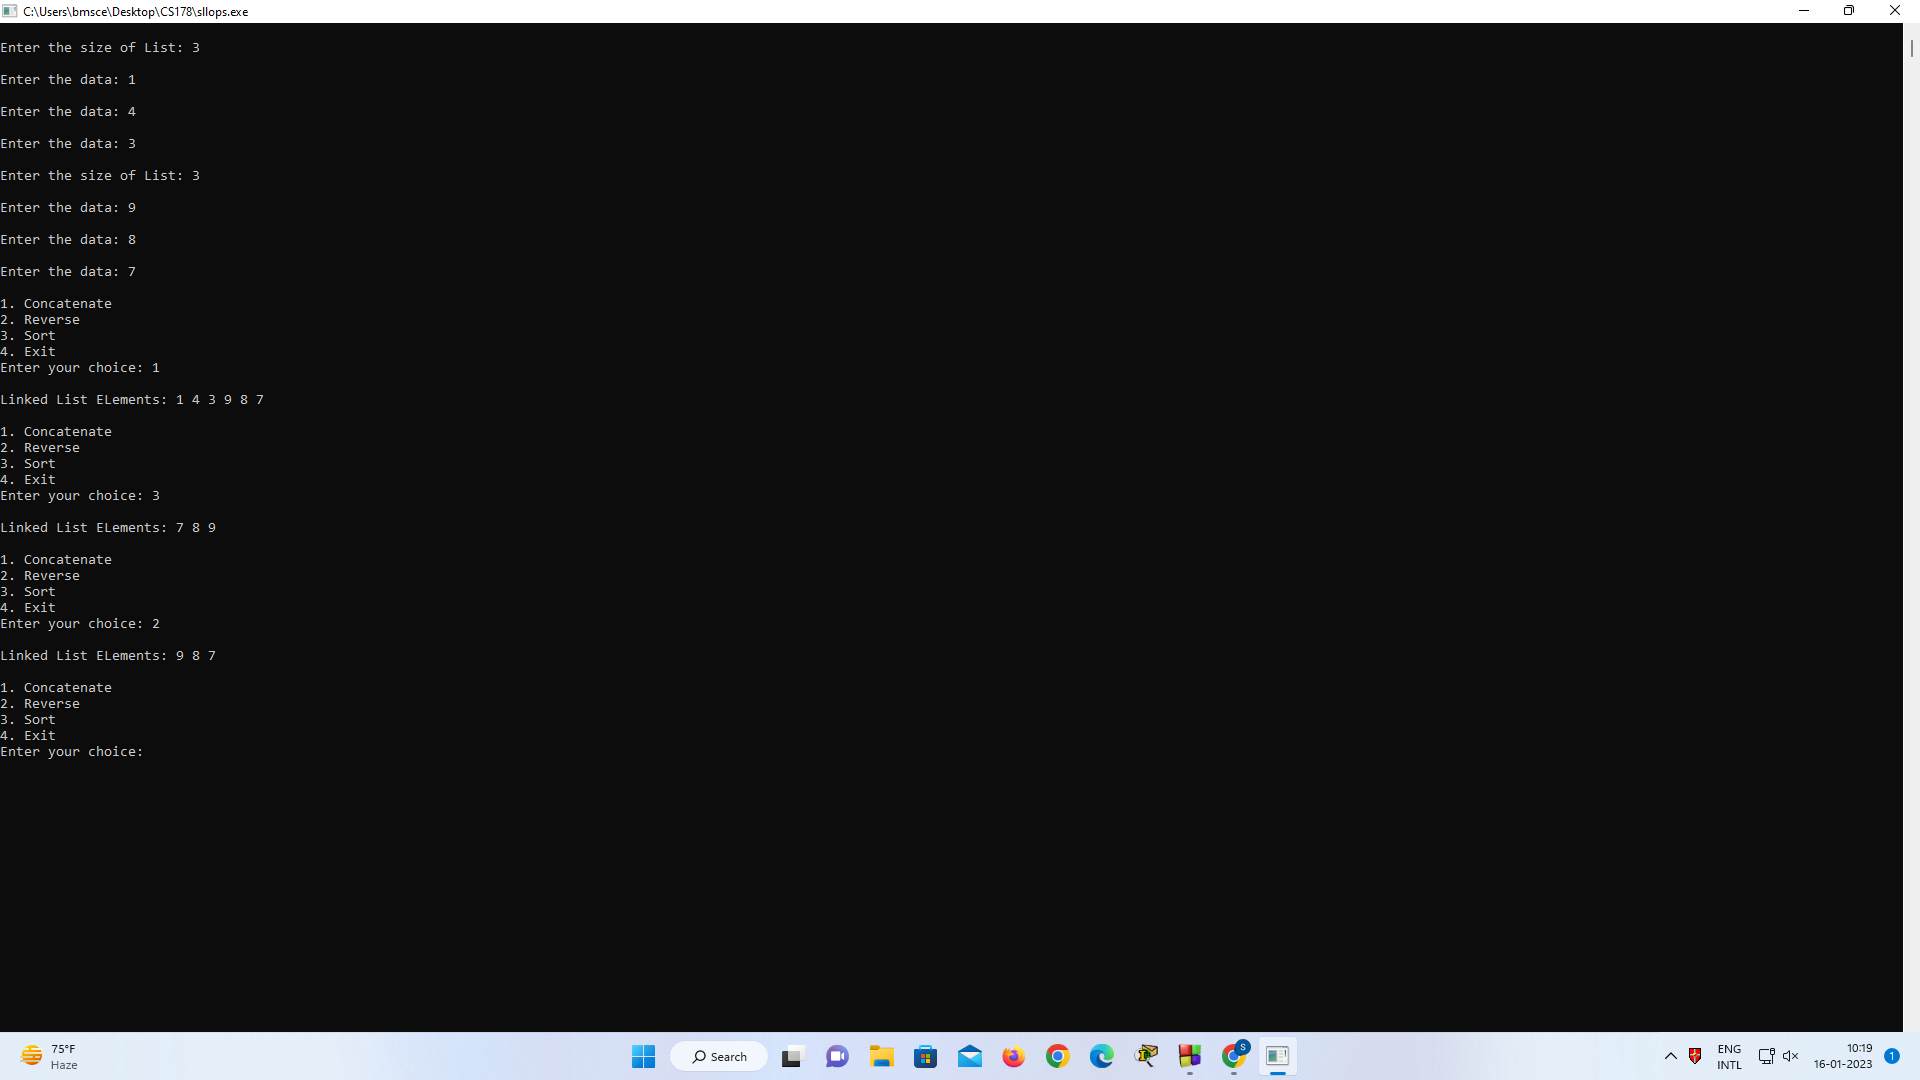 C:\Users\bmsce\Desktop\CS178\sllops.exe
Enter the size of List: 3
Enter the data: 1
Enter the data: 4
Enter the data: 3
Enter the size of List: 3
Enter the data: 9
Enter the data: 8
Enter the data: 7
1. Concatenate
2. Reverse
3. Sort
4. Exit
Enter your choice: 1
Linked List ELements: 1 4 3 9 8 7
1. Concatenate
2. Reverse
3. Sort
4. Exit
Enter your choice: 3
Linked List ELements: 7 8 9
1. Concatenate
2. Reverse
3. Sort
4. Exit
Enter your choice: 2
Linked List ELements: 9 8 7
1. Concatenate
2. Reverse
3. Sort
4. Exit
Enter your choice:
75°F
Haze
Search
S
ENG
INTL
10:19
16-01-2023
1